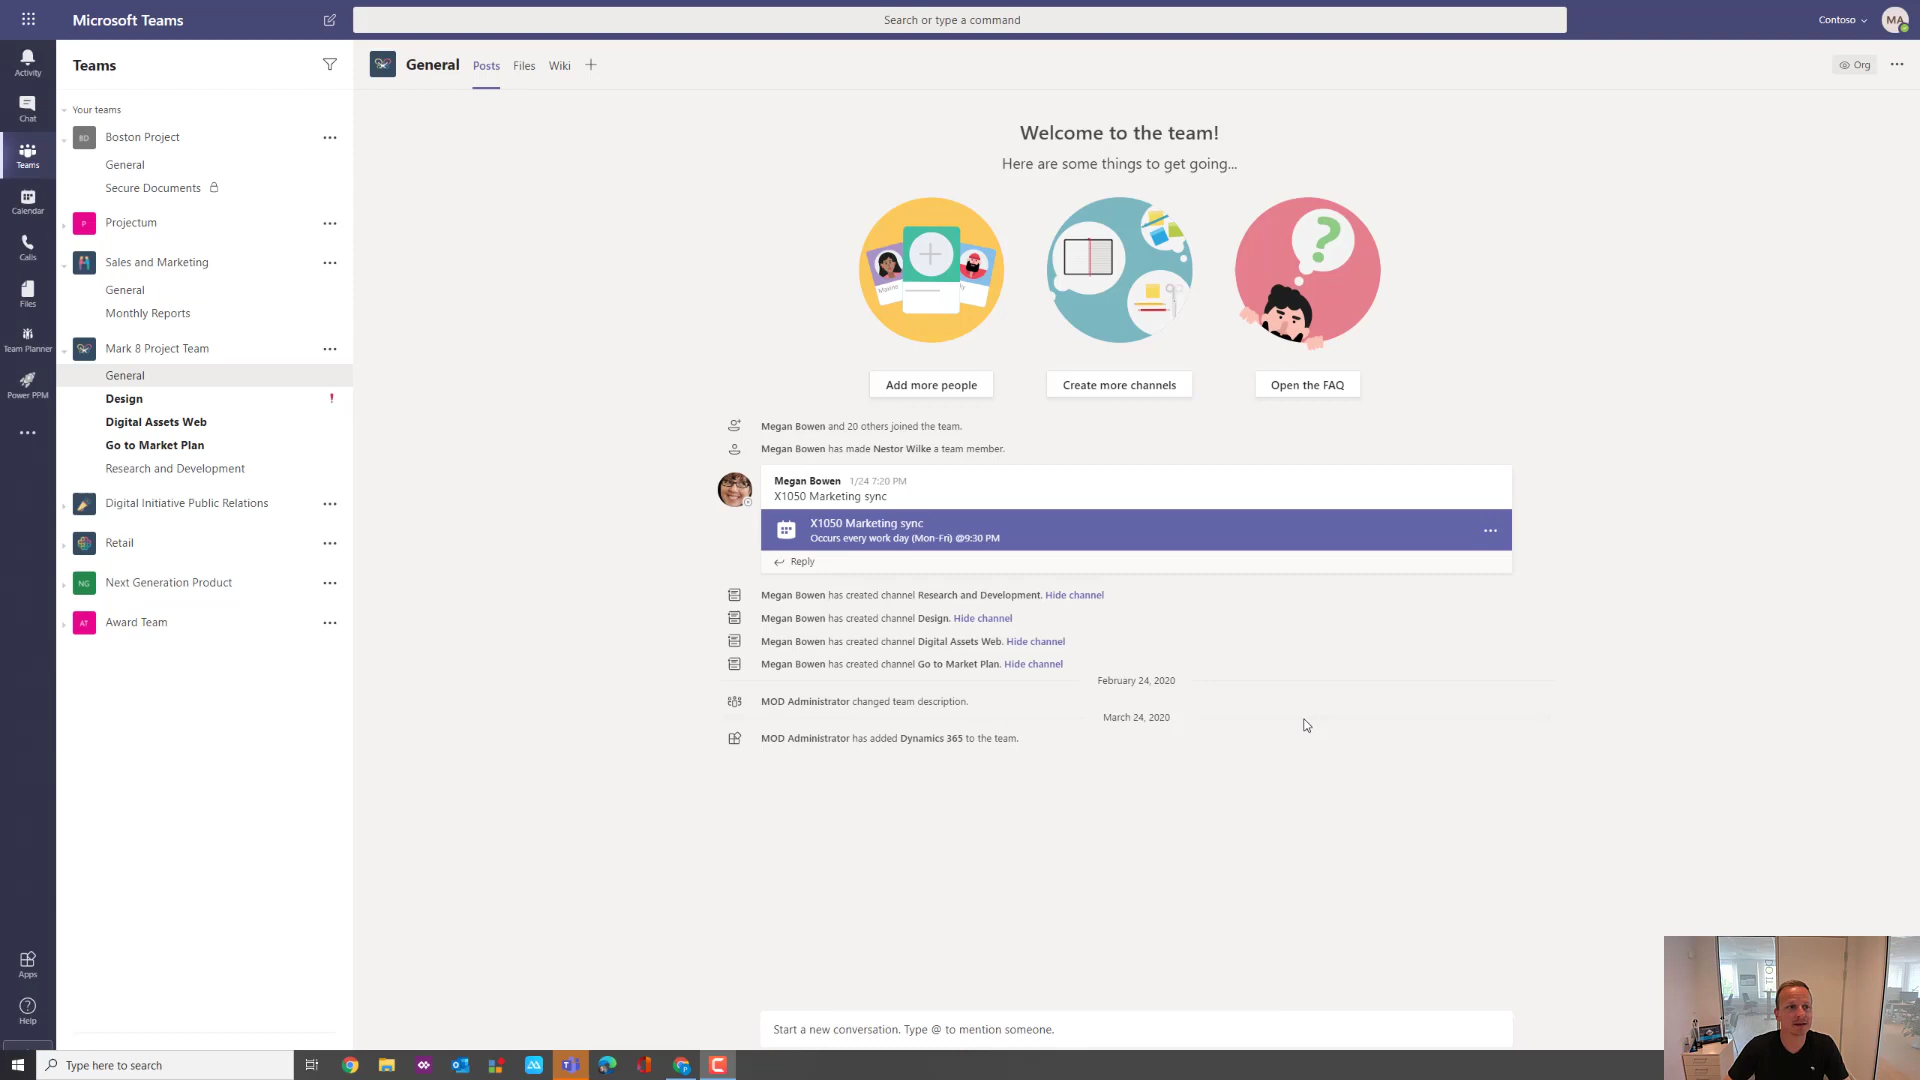 Microsoft Teams
Search or type a command
Contoso
MA
Activity
Chat
Teams
Calendar
Calls
Files
Team Planner
Power PPM
Apps
Help
Teams
Your teams
BD
Boston Project
General
Secure Documents
P
Projectum
Sales and Marketing
General
Monthly Reports
Mark 8 Project Team
General
Design
!
Digital Assets Web
Go to Market Plan
Research and Development
Digital Initiative Public Relations
Retail
NG
Next Generation Product
AT
Award Team
General
Posts
Files
Wiki
Org
Welcome to the team!
Here are some things to get going...
Maxine
?
Add more people
Create more channels
Open the FAQ
Megan Bowen and 20 others joined the team.
Megan Bowen has made Nestor Wilke a team member.
Megan Bowen 1/24 7:20 PM
X1050 Marketing sync
X1050 Marketing sync
Occurs every work day (Mon-Fri) @9:30 PM
Reply
Megan Bowen has created channel Research and Development. Hide channel
Megan Bowen has created channel Design. Hide channel
Megan Bowen has created channel Digital Assets Web. Hide channel
Megan Bowen has created channel Go to Market Plan. Hide channel
February 24, 2020
MOD Administrator changed team description.
March 24, 2020
MOD Administrator has added Dynamics 365 to the team.
Start a new conversation. Type @ to mention someone.
Type here to search